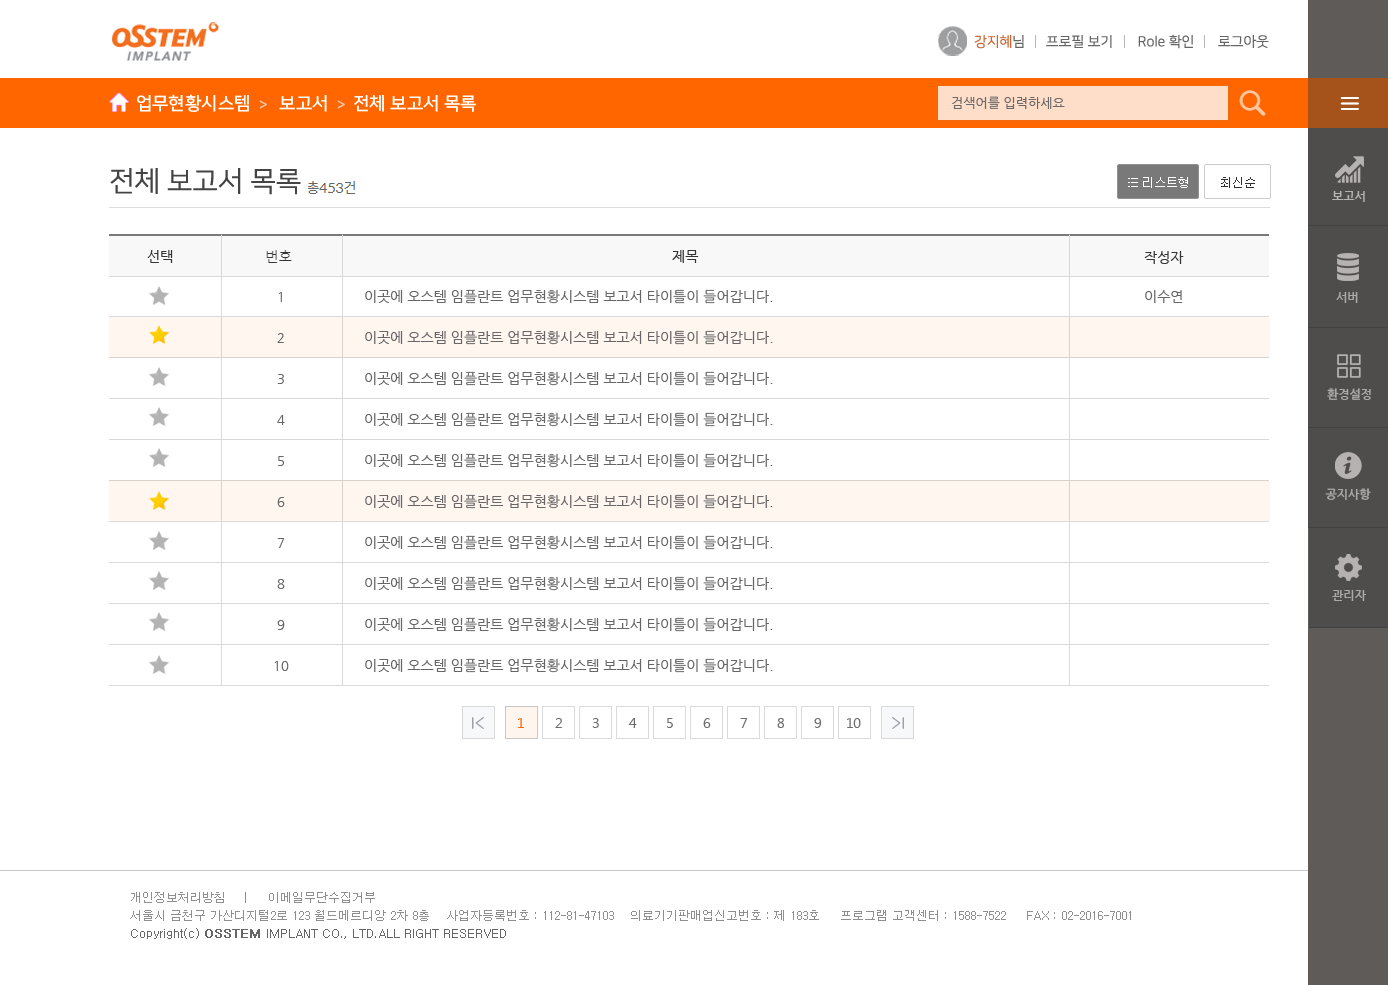 OSSTEM
IMPLANT
강지혜님 | 프로필 보기 | Role 확인 | 로그아웃
업무현황시스템 > 보고서 > 전체 보고서 목록
검색어를 입력하세요
전체 보고서 목록 총453건
리스트형 최신순
선택 번호 제목 작성자
1 이곳에 오스템 임플란트 업무현황시스템 보고서 타이틀이 들어갑니다. 이수연
2 이곳에 오스템 임플란트 업무현황시스템 보고서 타이틀이 들어갑니다.
3 이곳에 오스템 임플란트 업무현황시스템 보고서 타이틀이 들어갑니다.
4 이곳에 오스템 임플란트 업무현황시스템 보고서 타이틀이 들어갑니다.
5 이곳에 오스템 임플란트 업무현황시스템 보고서 타이틀이 들어갑니다.
6 이곳에 오스템 임플란트 업무현황시스템 보고서 타이틀이 들어갑니다.
7 이곳에 오스템 임플란트 업무현황시스템 보고서 타이틀이 들어갑니다.
8 이곳에 오스템 임플란트 업무현황시스템 보고서 타이틀이 들어갑니다.
9 이곳에 오스템 임플란트 업무현황시스템 보고서 타이틀이 들어갑니다.
10 이곳에 오스템 임플란트 업무현황시스템 보고서 타이틀이 들어갑니다.
1 2 3 4 5 6 7 8 9 10
보고서
서버
환경설정
공지사항
관리자
개인정보처리방침 | 이메일무단수집거부
서울시 금천구 가산디지털2로 123 월드메르디앙 2차 8층 사업자등록번호 : 112-81-47103 의료기기판매업신고번호 : 제 183호 프로그램 고객센터 : 1588-7522 FAX : 02-2016-7001
Copyright(c) OSSTEM IMPLANT CO., LTD.ALL RIGHT RESERVED